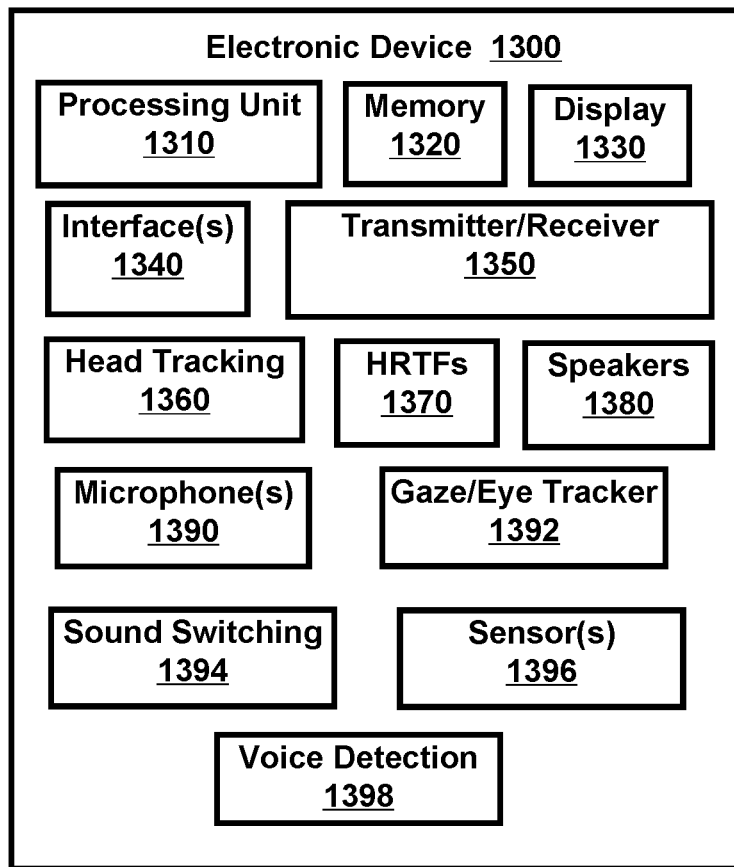 Electronic Device 1300
Processing Unit
1310
Memory
1320
Display
1330
Interface(s)
1340
Transmitter/Receiver
1350
Head Tracking
1360
HRTFs
1370
Speakers
1380
Microphone(s)
1390
Gaze/Eye Tracker
1392
Sound Switching
1394
Sensor(s)
1396
Voice Detection
1398